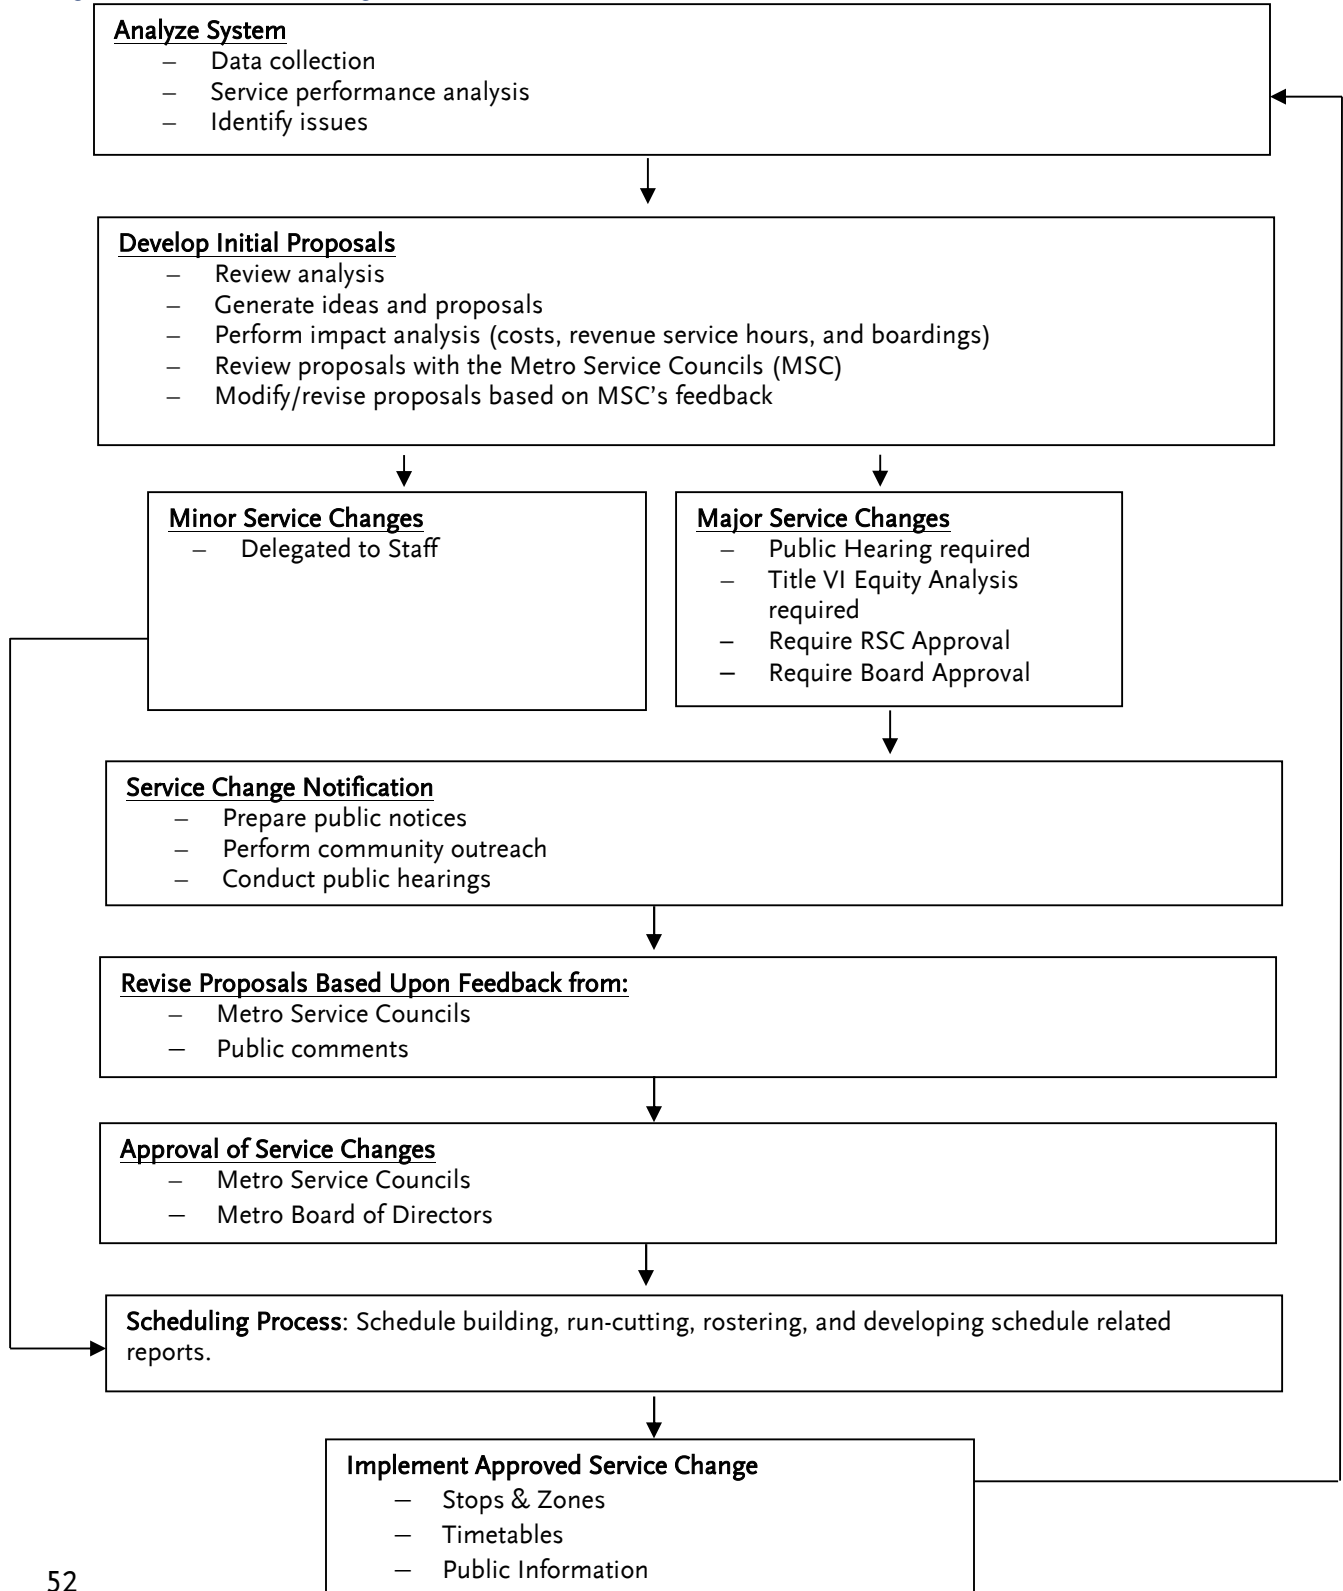 Analyze System
– Data collection
– Service performance analysis
– Identify issues
Develop Initial Proposals
– Review analysis
– Generate ideas and proposals
– Perform impact analysis (costs, revenue service hours, and boardings)
– Review proposals with the Metro Service Councils (MSC)
– Modify/revise proposals based on MSC’s feedback
Minor Service Changes
– Delegated to Staff
Major Service Changes
– Public Hearing required
– Title VI Equity Analysis
required
– Require RSC Approval
– Require Board Approval
Service Change Notification
– Prepare public notices
– Perform community outreach
– Conduct public hearings
Revise Proposals Based Upon Feedback from:
– Metro Service Councils
– Public comments
Approval of Service Changes
– Metro Service Councils
– Metro Board of Directors
Scheduling Process: Schedule building, run-cutting, rostering, and developing schedule related
reports.
Implement Approved Service Change
– Stops & Zones
– Timetables
– Public Information
52